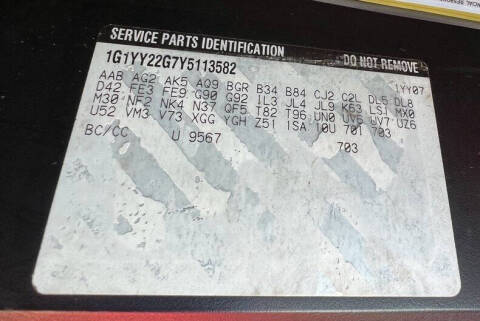 SERVICE PARTS IDENTIFICATION DO NOT REMOVE
1G1YY22G7Y5113582 1YY07
AAB AG2 AK5 AQ9 BGR B34 B84 CJ2 C2L DL5 DL8
D42 FE3 FE9 G90 G92 IL3 JL4 JL9 K63 LS1 MX0
M30 NF2 NK4 N37 QF5 T82 T96 UN0 UV6 UV7 UZ6
U52 VM3 V73 XGG YGH Z51 1SA 10U 70I 703
BC/CC U 9567 703